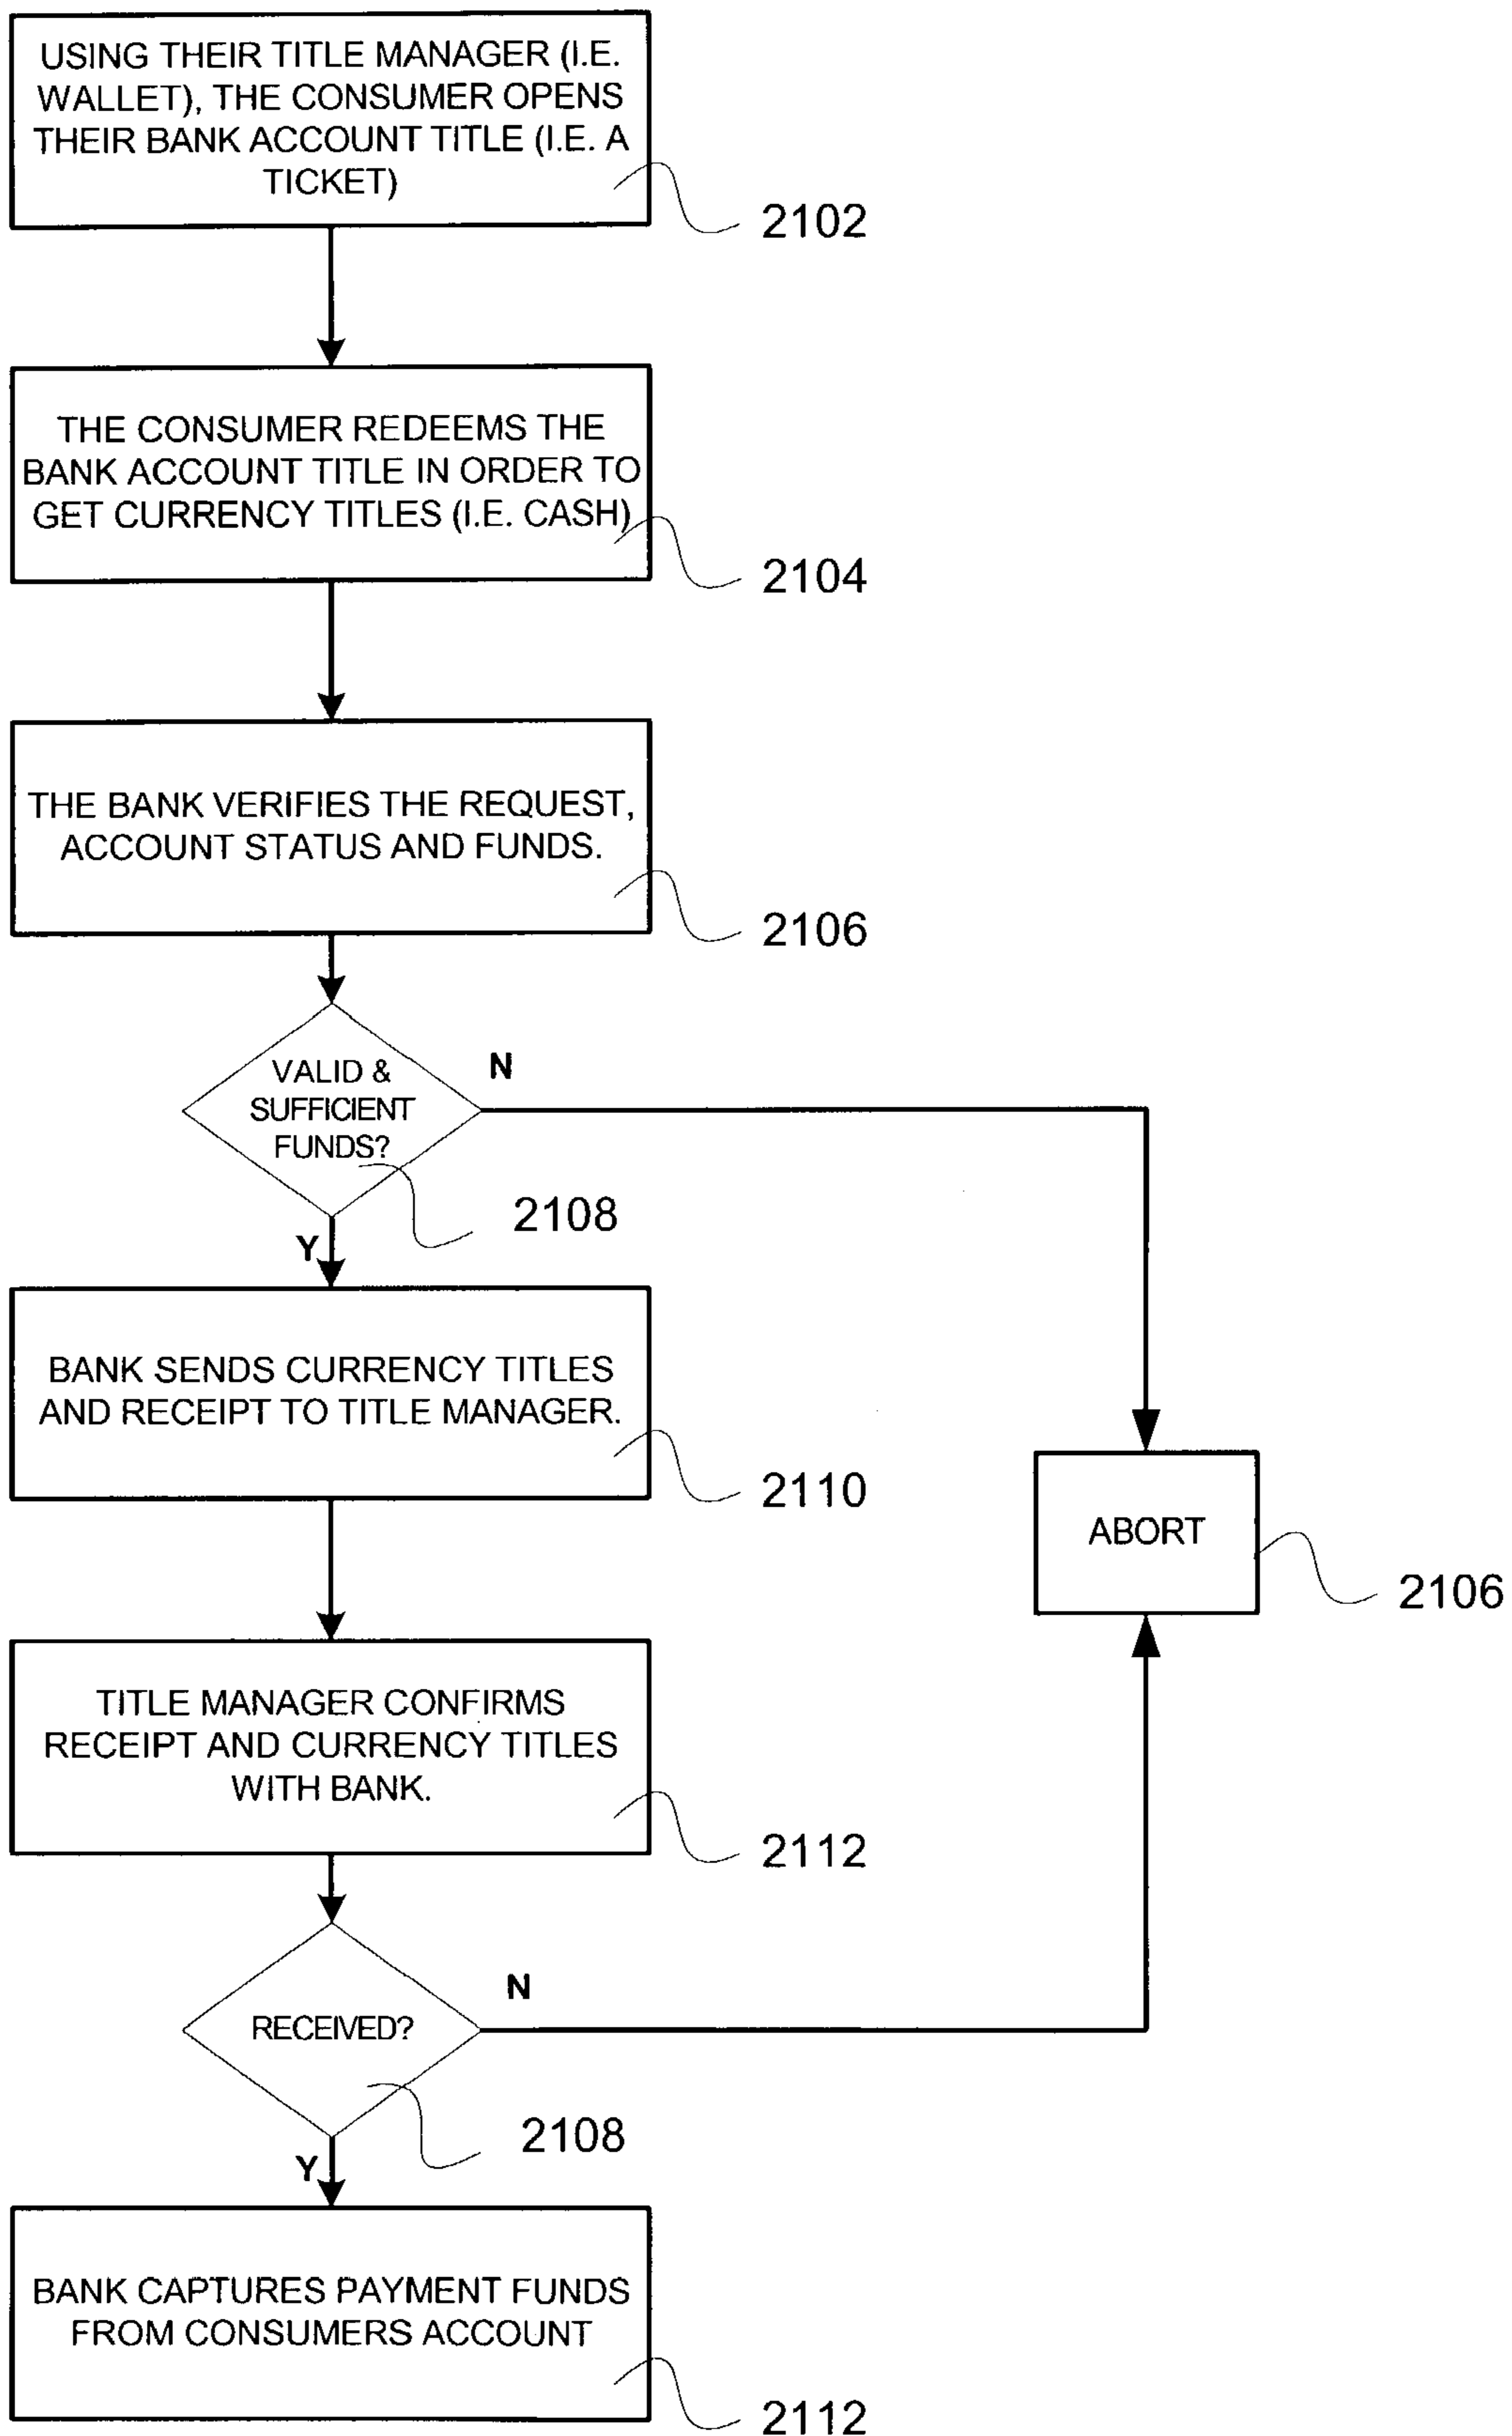 USING THEIR TITLE MANAGER (I.E.
WALLET), THE CONSUMER OPENS
THEIR BANK ACCOUNT TITLE (I.E. A
TICKET)
2102
THE CONSUMER REDEEMS THE
BANK ACCOUNT TITLE IN ORDER TO
GET CURRENCY TITLES (I.E. CASH)
2104
THE BANK VERIFIES THE REQUEST,
ACCOUNT STATUS AND FUNDS.
2106
VALID &
SUFFICIENT
FUNDS?
N
2108
Y
BANK SENDS CURRENCY TITLES
AND RECEIPT TO TITLE MANAGER.
2110
ABORT
2106
TITLE MANAGER CONFIRMS
RECEIPT AND CURRENCY TITLES
WITH BANK.
2112
RECEIVED?
N
2108
Y
BANK CAPTURES PAYMENT FUNDS
FROM CONSUMERS ACCOUNT
2112